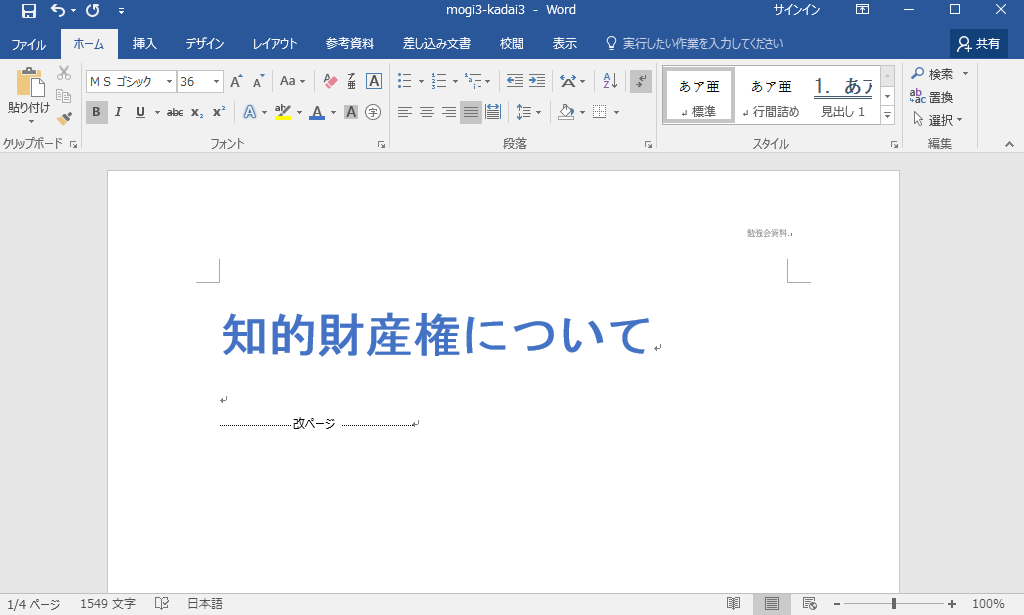 mogi3-kadai3 - Word
サインイン
ファイル ホーム 挿入 デザイン レイアウト 参考資料 差し込み文書 校閲 表示 実行したい作業を入力してください 共有
貼り付け
ＭＳ ゴシック 36
クリップボード フォント 段落 スタイル 編集
あア亜 あア亜 1. あア
標準 行間詰め 見出し 1
検索
置換
選択
勉強会資料
知的財産権について
改ページ
1/4 ページ 1549 文字 日本語 100%